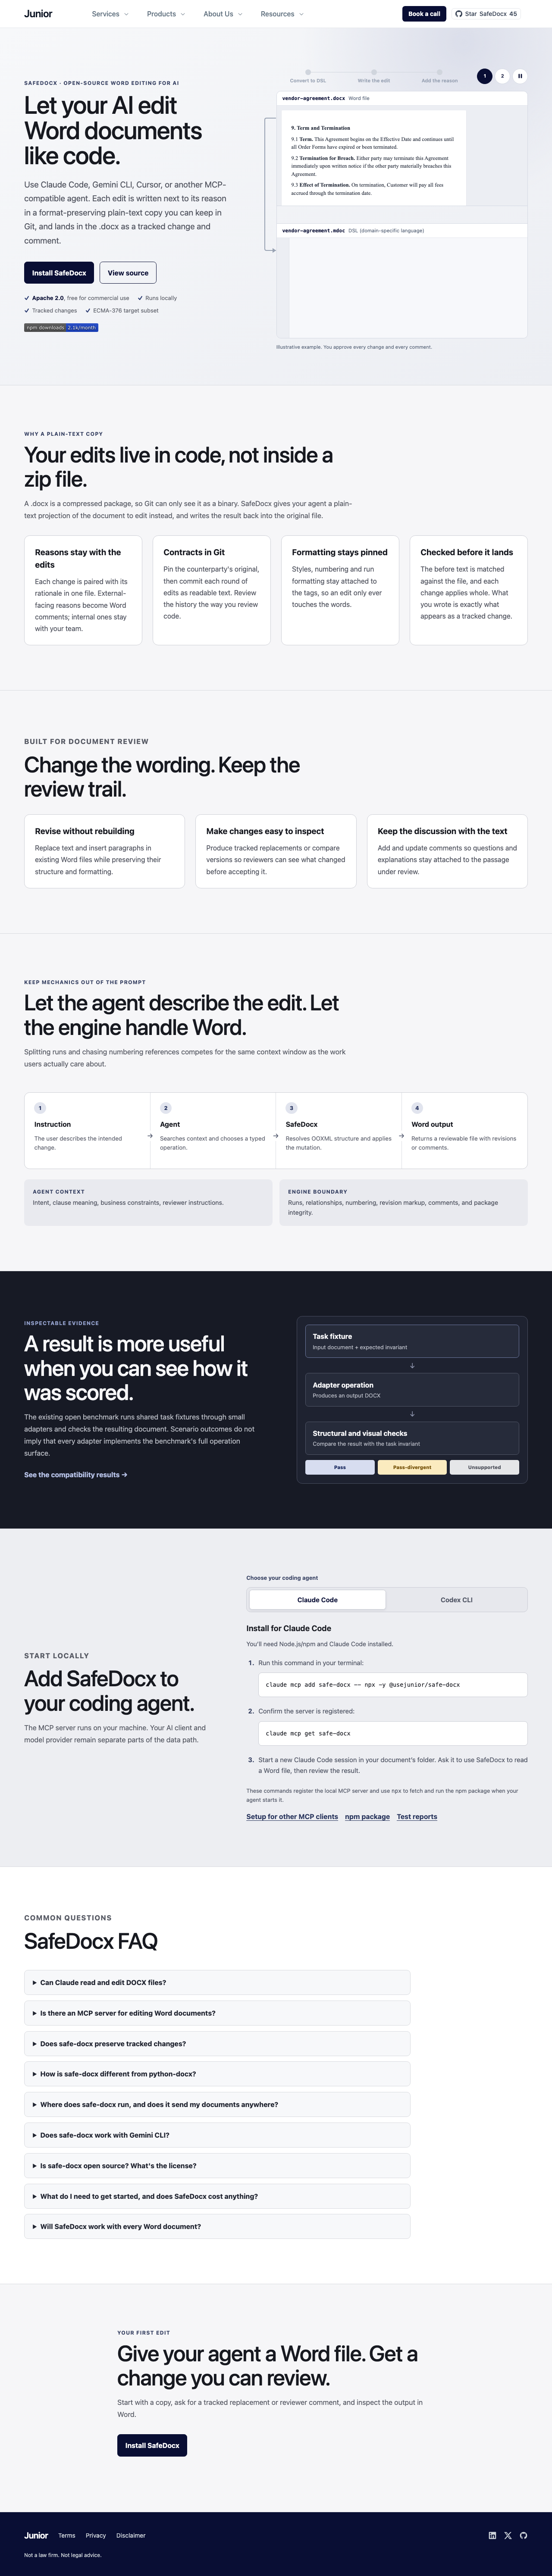 Junior
Services
Products
About Us
Resources
Book a call
Star SafeDocx 45
SAFEDOCX · OPEN-SOURCE WORD EDITING FOR AI
Let your AI edit
Word documents
like code.
Use Claude Code, Gemini CLI, Cursor, or another MCP-
compatible agent. Each edit is written next to its reason
in a format-preserving plain-text copy you can keep in
Git, and lands in the .docx as a tracked change and
comment.
Install SafeDocx
View source
Apache 2.0, free for commercial use
Runs locally
Tracked changes
ECMA-376 target subset
npm downloads 2.1k/month
Convert to DSL
Write the edit
Add the reason
1
2
vendor-agreement.docx Word file
9. Term and Termination
9.1 Term. This Agreement begins on the Effective Date and continues until
all Order Forms have expired or been terminated.
9.2 Termination for Breach. Either party may terminate this Agreement
immediately upon written notice if the other party materially breaches this
Agreement.
9.3 Effect of Termination. On termination, Customer will pay all fees
accrued through the termination date.
vendor-agreement.mdoc DSL (domain-specific language)
Illustrative example. You approve every change and every comment.
WHY A PLAIN-TEXT COPY
Your edits live in code, not inside a
zip file.
A .docx is a compressed package, so Git can only see it as a binary. SafeDocx gives your agent a plain-
text projection of the document to edit instead, and writes the result back into the original file.
Reasons stay with the
edits
Each change is paired with its
rationale in one file. External-
facing reasons become Word
comments; internal ones stay
with your team.
Contracts in Git
Pin the counterparty's original,
then commit each round of
edits as readable text. Review
the history the way you review
code.
Formatting stays pinned
Styles, numbering and run
formatting stay attached to
the tags, so an edit only ever
touches the words.
Checked before it lands
The before text is matched
against the file, and each
change applies whole. What
you wrote is exactly what
appears as a tracked change.
BUILT FOR DOCUMENT REVIEW
Change the wording. Keep the
review trail.
Revise without rebuilding
Replace text and insert paragraphs in
existing Word files while preserving their
structure and formatting.
Make changes easy to inspect
Produce tracked replacements or compare
versions so reviewers can see what changed
before accepting it.
Keep the discussion with the text
Add and update comments so questions and
explanations stay attached to the passage
under review.
KEEP MECHANICS OUT OF THE PROMPT
Let the agent describe the edit. Let
the engine handle Word.
Splitting runs and chasing numbering references competes for the same context window as the work
users actually care about.
1
Instruction
The user describes the intended
change.
→
2
Agent
Searches context and chooses a typed
operation.
→
3
SafeDocx
Resolves OOXML structure and applies
the mutation.
→
4
Word output
Returns a reviewable file with revisions
or comments.
AGENT CONTEXT
Intent, clause meaning, business constraints, reviewer instructions.
ENGINE BOUNDARY
Runs, relationships, numbering, revision markup, comments, and package
integrity.
INSPECTABLE EVIDENCE
A result is more useful
when you can see how it
was scored.
The existing open benchmark runs shared task fixtures through small
adapters and checks the resulting document. Scenario outcomes do not
imply that every adapter implements the benchmark's full operation
surface.
See the compatibility results →
Task fixture
Input document + expected invariant
↓
Adapter operation
Produces an output DOCX
↓
Structural and visual checks
Compare the result with the task invariant
Pass
Pass-divergent
Unsupported
START LOCALLY
Add SafeDocx to
your coding agent.
The MCP server runs on your machine. Your AI client and
model provider remain separate parts of the data path.
Choose your coding agent
Claude Code
Codex CLI
Install for Claude Code
You'll need Node.js/npm and Claude Code installed.
1. Run this command in your terminal:
claude mcp add safe-docx -- npx -y @usejunior/safe-docx
2. Confirm the server is registered:
claude mcp get safe-docx
3. Start a new Claude Code session in your document's folder. Ask it to use SafeDocx to read
a Word file, then review the result.
These commands register the local MCP server and use npx to fetch and run the npm package when your
agent starts it.
Setup for other MCP clients
npm package
Test reports
COMMON QUESTIONS
SafeDocx FAQ
Can Claude read and edit DOCX files?
Is there an MCP server for editing Word documents?
Does safe-docx preserve tracked changes?
How is safe-docx different from python-docx?
Where does safe-docx run, and does it send my documents anywhere?
Does safe-docx work with Gemini CLI?
Is safe-docx open source? What's the license?
What do I need to get started, and does SafeDocx cost anything?
Will SafeDocx work with every Word document?
YOUR FIRST EDIT
Give your agent a Word file. Get a
change you can review.
Start with a copy, ask for a tracked replacement or reviewer comment, and inspect the output in
Word.
Install SafeDocx
Junior
Terms
Privacy
Disclaimer
Not a law firm. Not legal advice.